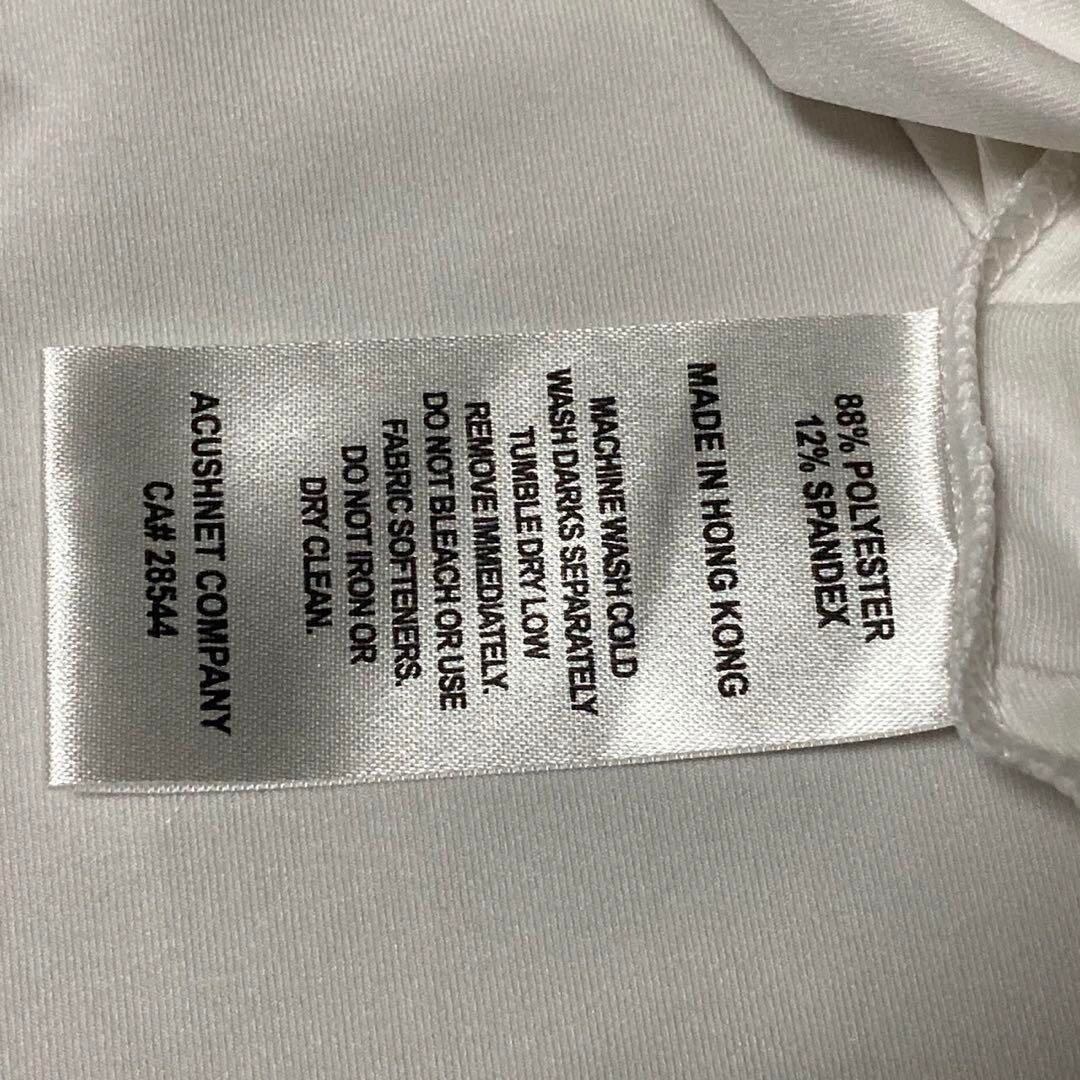 88% POLYESTER
12% SPANDEX
MADE IN HONG KONG
MACHINE WASH COLD
WASH DARKS SEPARATELY
TUMBLE DRY LOW
REMOVE IMMEDIATELY.
DO NOT BLEACH OR USE
FABRIC SOFTENERS.
DO NOT IRON OR
DRY CLEAN.
ACUSHNET COMPANY
CA# 28544